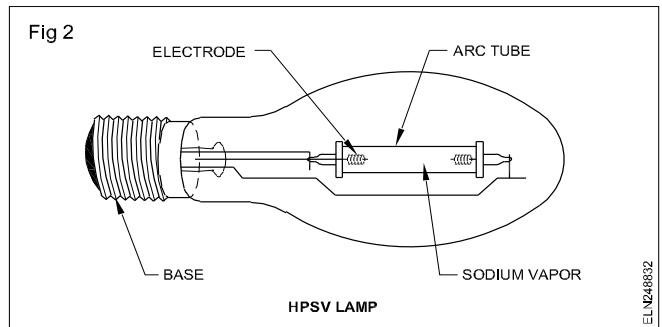 Fig 2
ELECTRODE
ARC TUBE
BASE
SODIUM VAPOR
HPSV LAMP
ELN248832